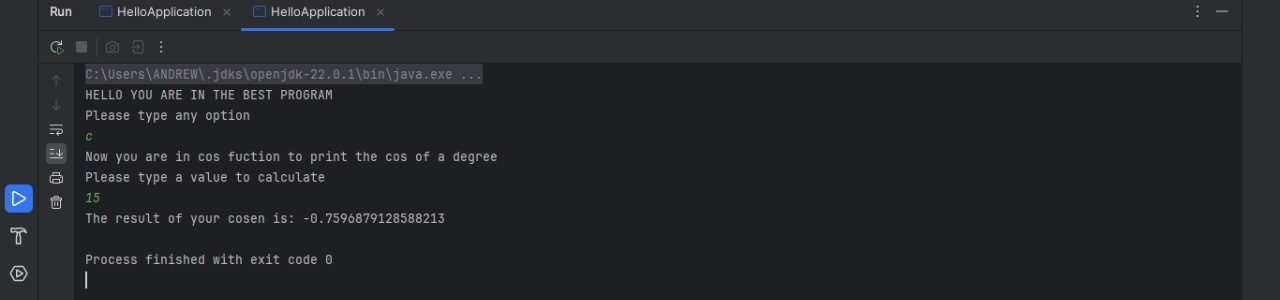 Run HelloApplication HelloApplication
C:\Users\ANDREW\.jdks\openjdk-22.0.1\bin\java.exe ...
HELLO YOU ARE IN THE BEST PROGRAM
Please type any option
c
Now you are in cos fuction to print the cos of a degree
Please type a value to calculate
15
The result of your cosen is: -0.7596879128588213
Process finished with exit code 0